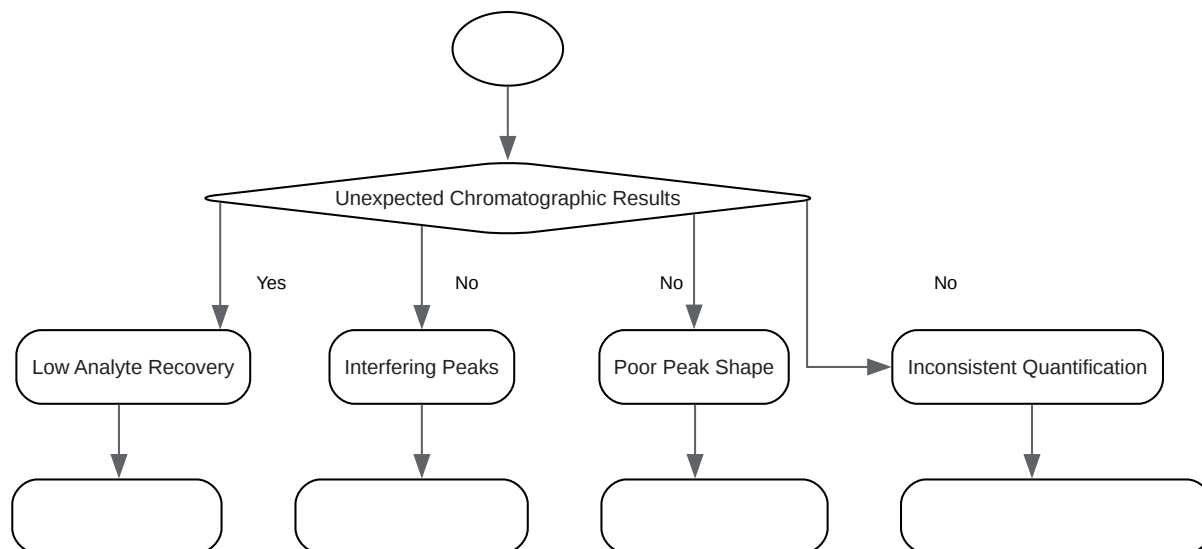 Unexpected Chromatographic Results
Yes
No
No
No
Low Analyte Recovery
Interfering Peaks
Poor Peak Shape
Inconsistent Quantification